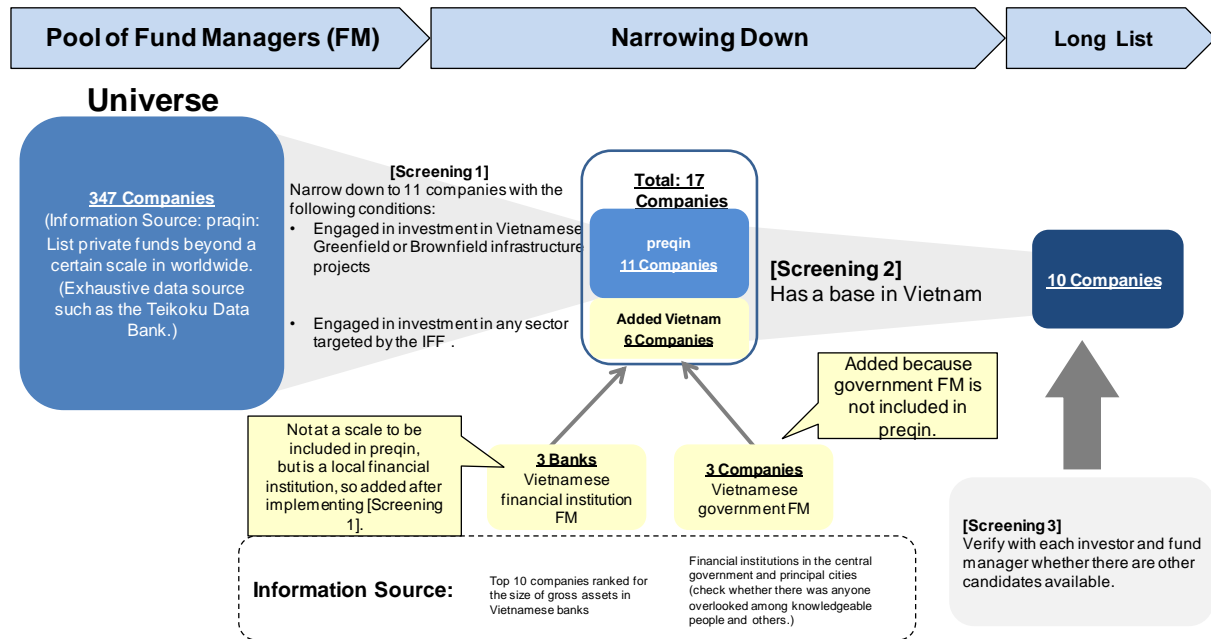 Pool of Fund Managers (FM)
Narrowing Down
Long List
Universe
347 Companies
(Information Source: praqin:
List private funds beyond a
certain scale in worldwide.
(Exhaustive data source
such as the Teikoku Data
Bank.)
[Screening 1]
Narrow down to 11 companies with the
following conditions:
• Engaged in investment in Vietnamese
Greenfield or Brownfield infrastructure
projects
• Engaged in investment in any sector
targeted by the IFF .
Total: 17
Companies
preqin
11 Companies
Added Vietnam
6 Companies
[Screening 2]
Has a base in Vietnam
10 Companies
Not at a scale to be
included in preqin,
but is a local financial
institution, so added after
implementing [Screening
1].
3 Banks
Vietnamese
financial institution
FM
3 Companies
Vietnamese
government FM
Added because
government FM is
not included in
preqin.
[Screening 3]
Verify with each investor and fund
manager whether there are other
candidates available.
Information Source:
Top 10 companies ranked for
the size of gross assets in
Vietnamese banks
Financial institutions in the central
government and principal cities
(check whether there was anyone
overlooked among knowledgeable
people and others.)